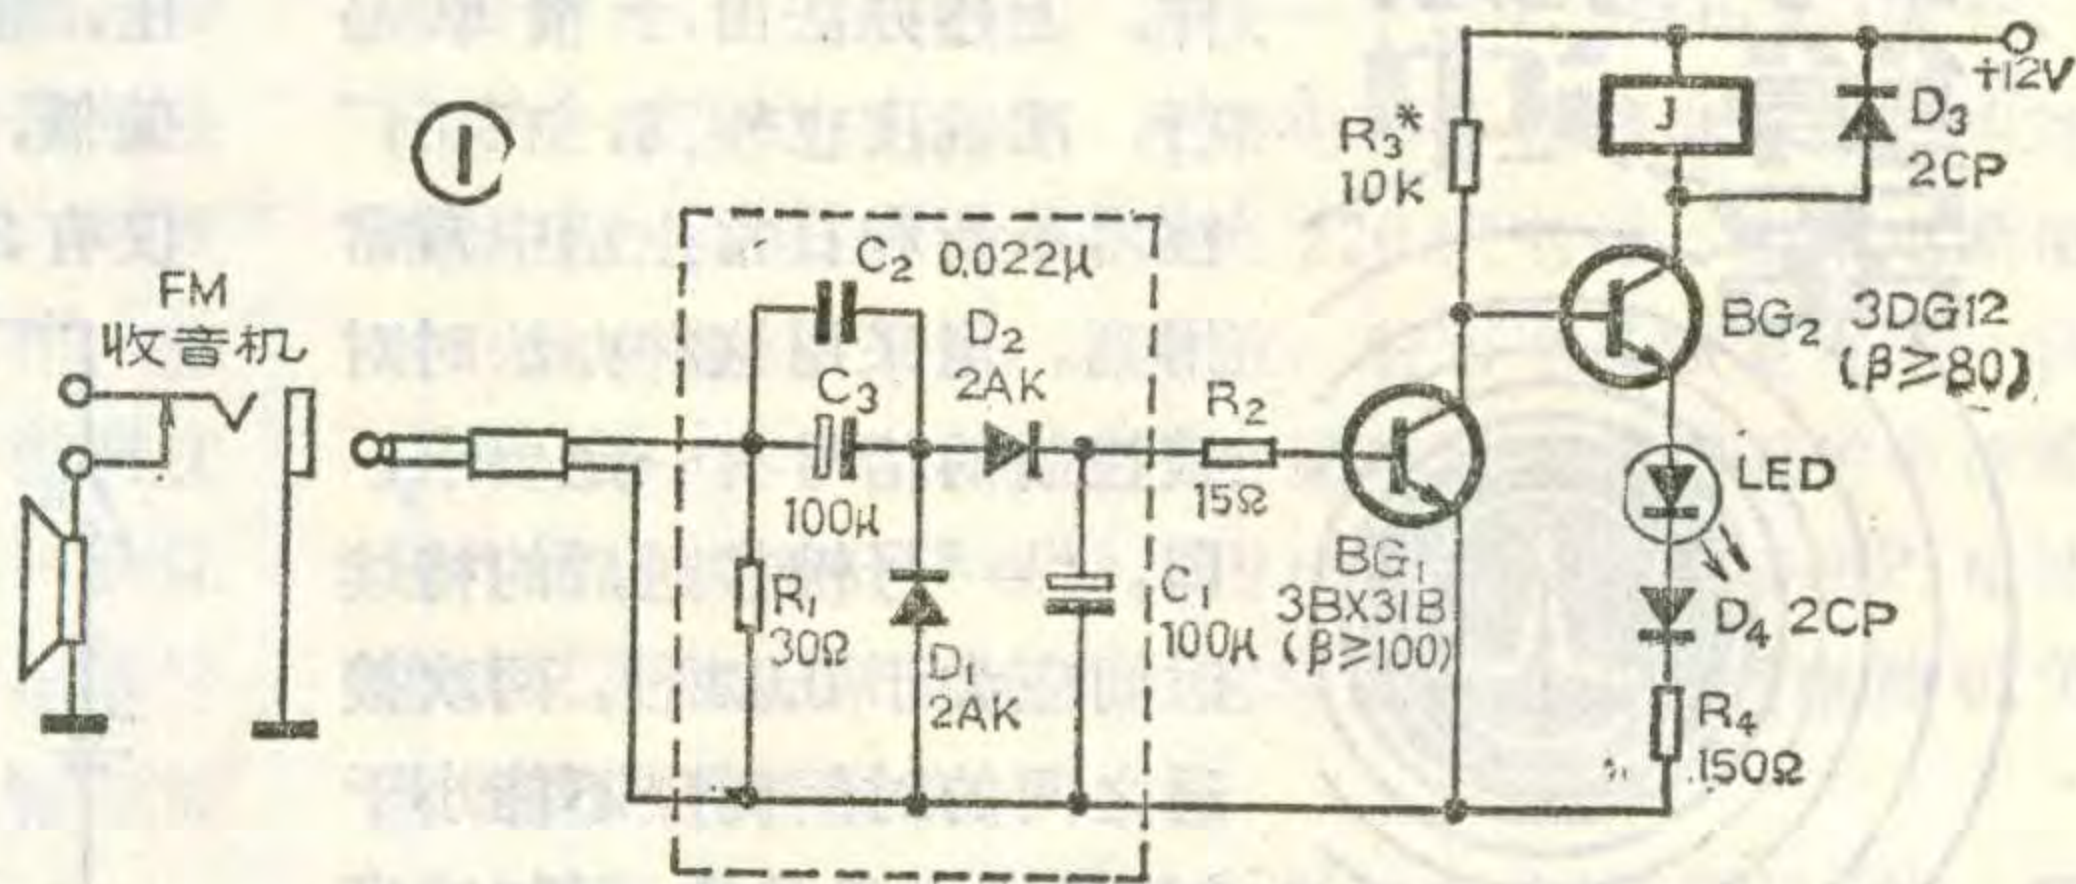 ①
FM
收音机
C₂ 0.022μ
C₃
100μ
R₁
30Ω
D₁
2AK
D₂
2AK
C₁
100μ
R₂
15Ω
BG₁
3BX31B
(β≥100)
R₃*
10k
J
D₃
2CP
+12V
BG₂ 3DG12
(β≥80)
LED
D₄ 2CP
R₄
150Ω